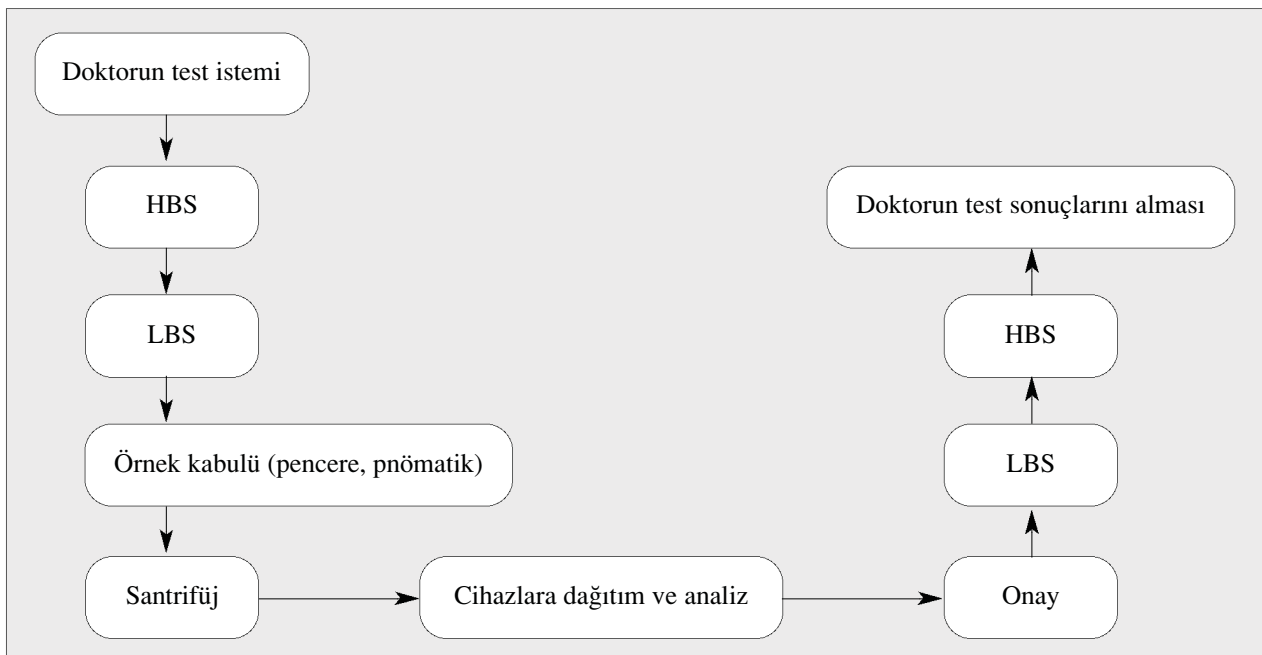 Doktorun test istemi
HBS
LBS
Örnek kabulü (pencere, pnömatik)
Santrifüj
Cihazlara dağıtım ve analiz
Onay
LBS
HBS
Doktorun test sonuçlarını alması